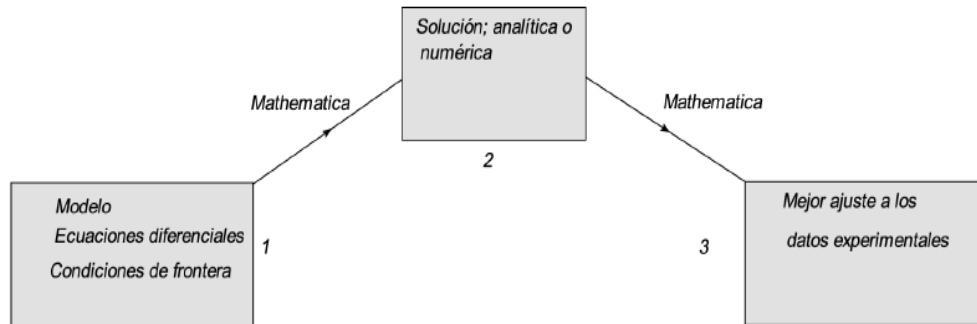 Solución; analítica o
numérica
Mathematica
Mathematica
2
Modelo
Ecuaciones diferenciales
Condiciones de frontera
1
3
Mejor ajuste a los
datos experimentales